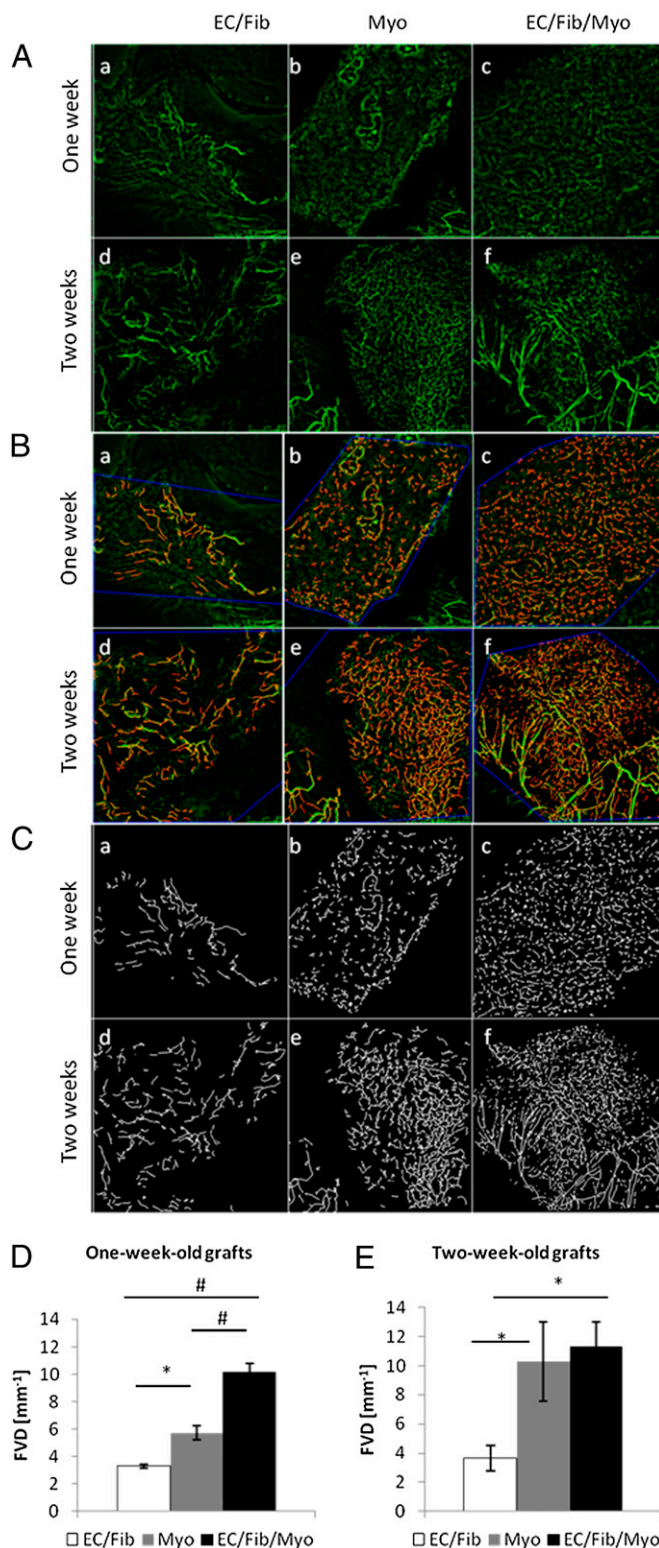 EC/Fib Myo EC/Fib/Myo
A
One week
a b c
Two weeks
d e f
B
One week
a b c
Two weeks
d e f
C
One week
a b c
Two weeks
d e f
D One-week-old grafts
#
#
*
FVD [mm⁻¹]
14
12
10
8
6
4
2
0
EC/Fib Myo EC/Fib/Myo
E Two-week-old grafts
*
*
FVD [mm⁻¹]
14
12
10
8
6
4
2
0
EC/Fib Myo EC/Fib/Myo